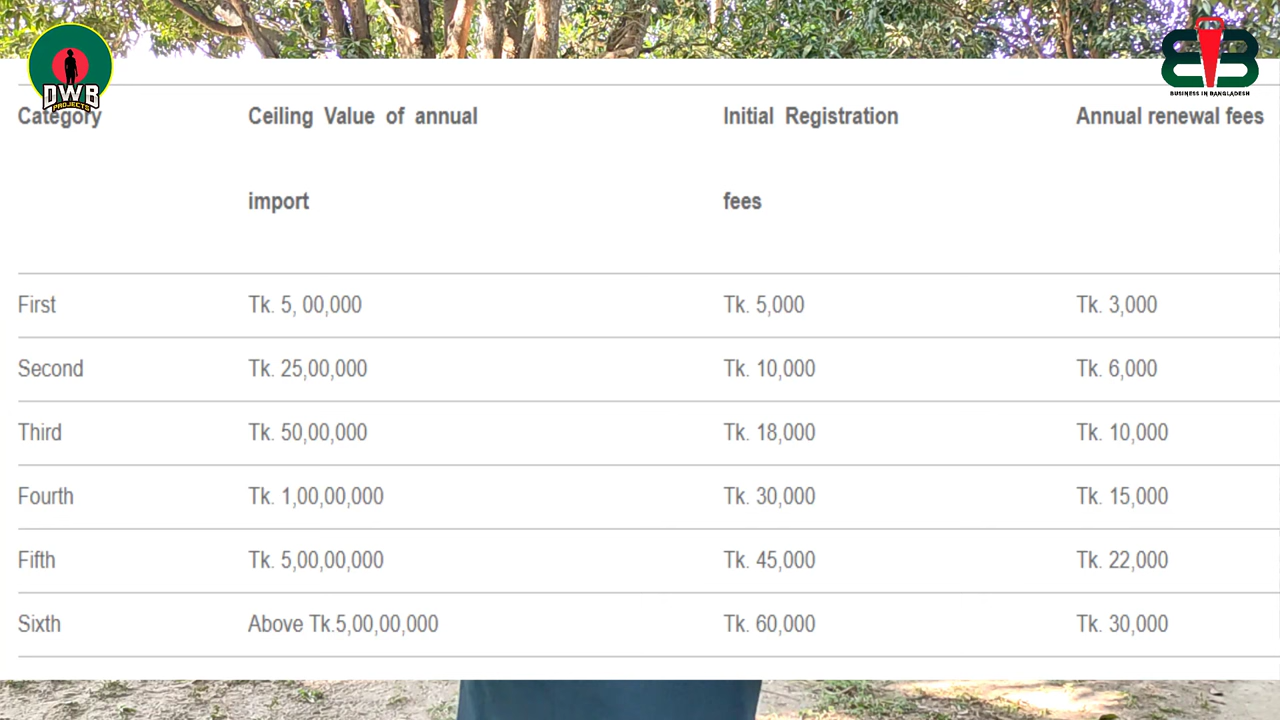 DWB
PROJECTS
BUSINESS IN BANGLADESH
Category Ceiling Value of annual Initial Registration Annual renewal fees
import fees
First Tk. 5, 00,000 Tk. 5,000 Tk. 3,000
Second Tk. 25,00,000 Tk. 10,000 Tk. 6,000
Third Tk. 50,00,000 Tk. 18,000 Tk. 10,000
Fourth Tk. 1,00,00,000 Tk. 30,000 Tk. 15,000
Fifth Tk. 5,00,00,000 Tk. 45,000 Tk. 22,000
Sixth Above Tk.5,00,00,000 Tk. 60,000 Tk. 30,000